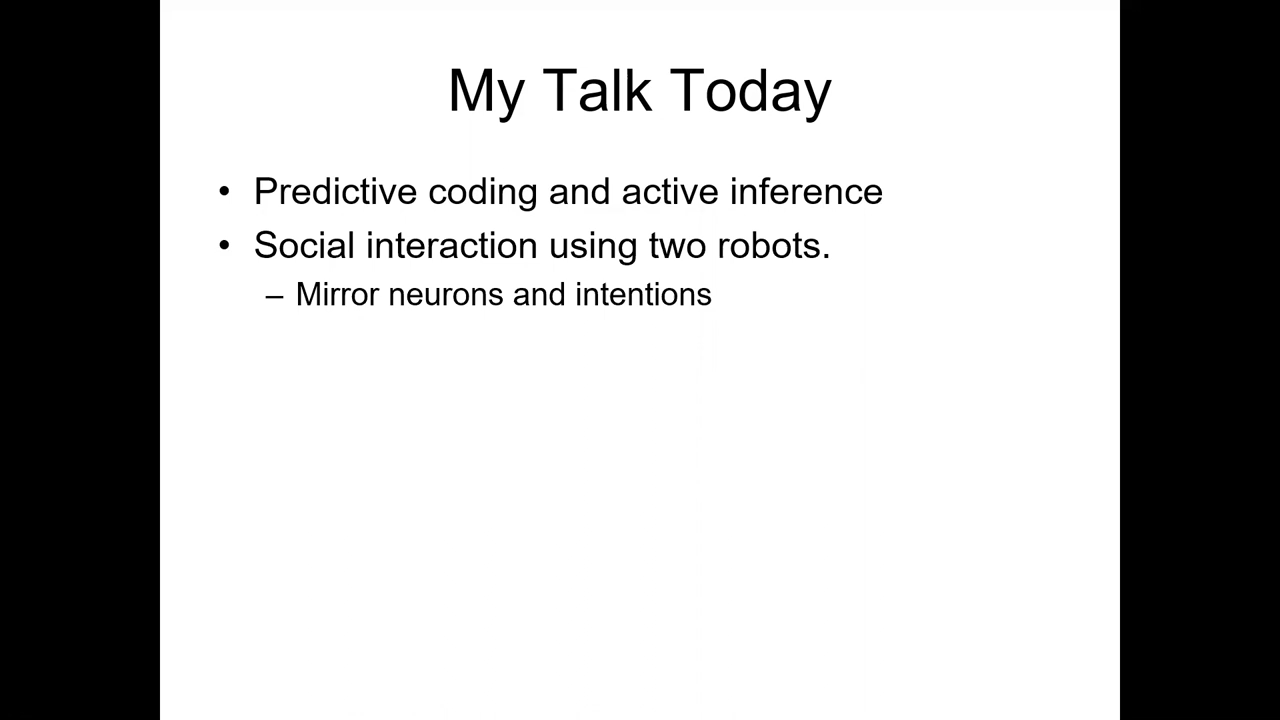 My Talk Today
• Predictive coding and active inference
• Social interaction using two robots.
– Mirror neurons and intentions